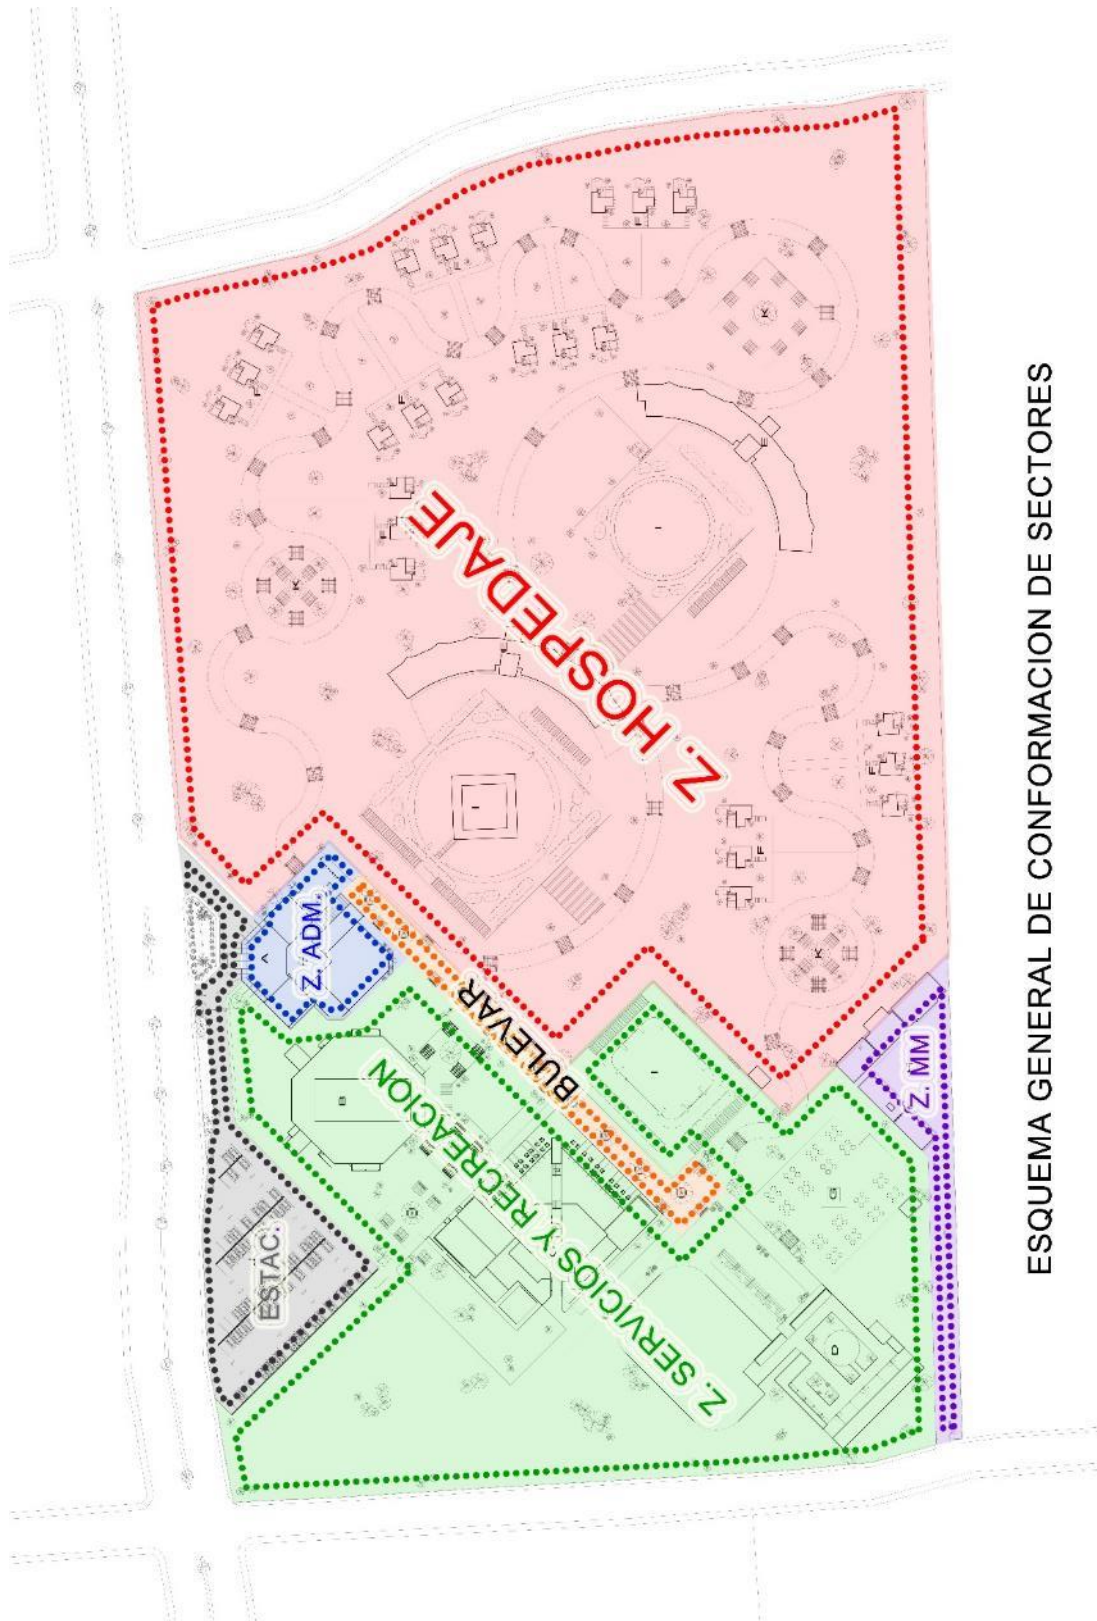 Z. HOSPEDAJE
Z. ADM.
BULEVAR
Z. SERVICIOS Y RECREACION
ESTAC.
Z. MM
A
B
D
G
E
F
F
F
F
F
I
I
I
K
K
K
ESQUEMA GENERAL DE CONFORMACION DE SECTORES